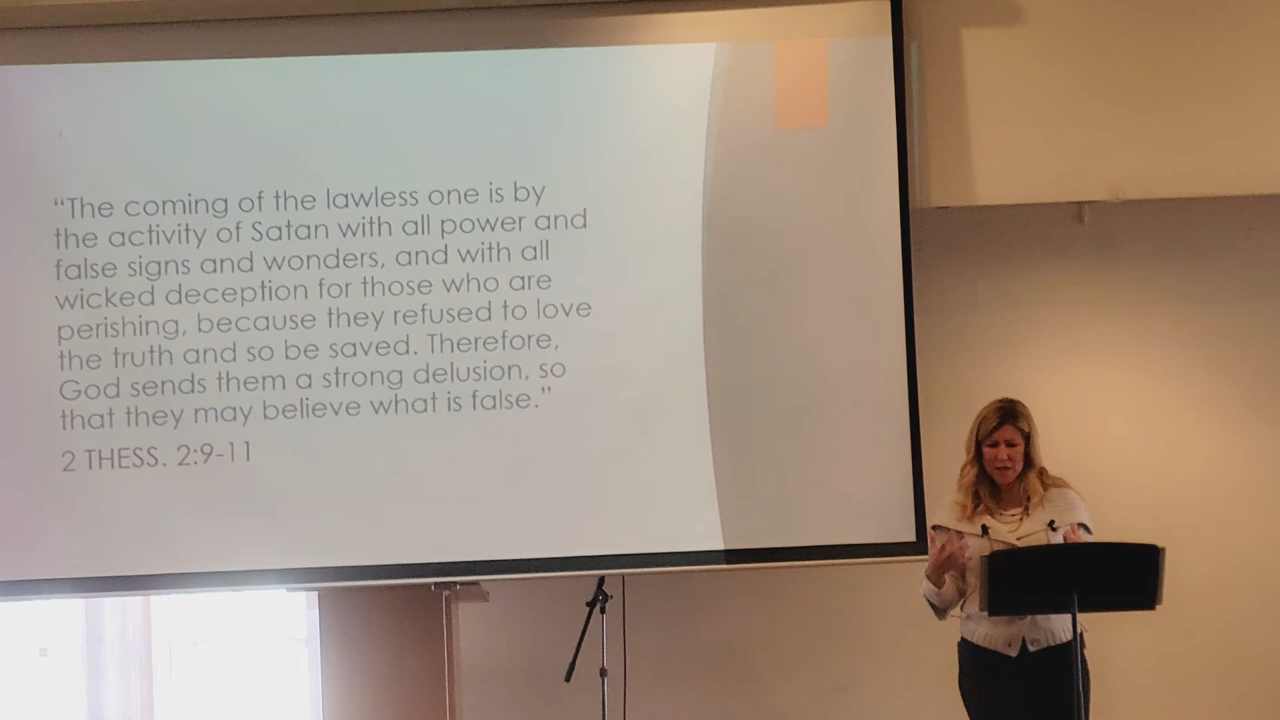 “The coming of the lawless one is by
the activity of Satan with all power and
false signs and wonders, and with all
wicked deception for those who are
perishing, because they refused to love
the truth and so be saved. Therefore,
God sends them a strong delusion, so
that they may believe what is false.”
2 THESS. 2:9-11